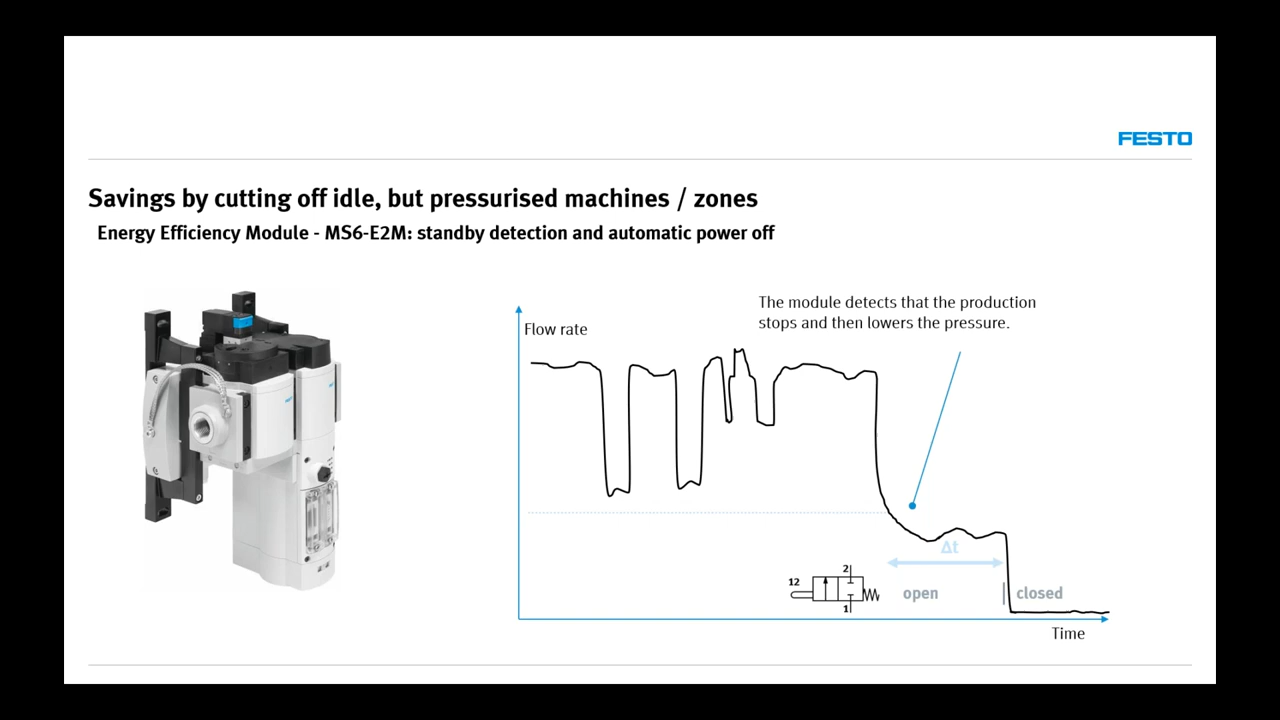 FESTO
Savings by cutting off idle, but pressurised machines / zones
Energy Efficiency Module - MS6-E2M: standby detection and automatic power off
The module detects that the production
stops and then lowers the pressure.
Flow rate
Δt
2
12
1
open
closed
Time